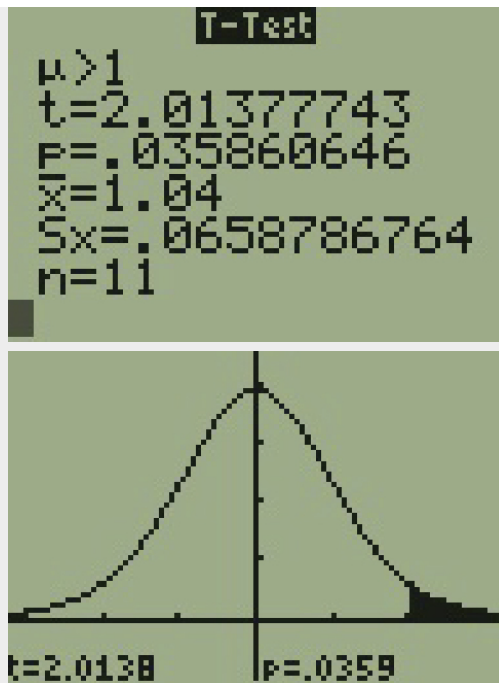 T-Test
μ>1
t=2.01377743
p=.035860646
x̄=1.04
Sx=.0658786764
n=11
t=2.0138 p=.0359